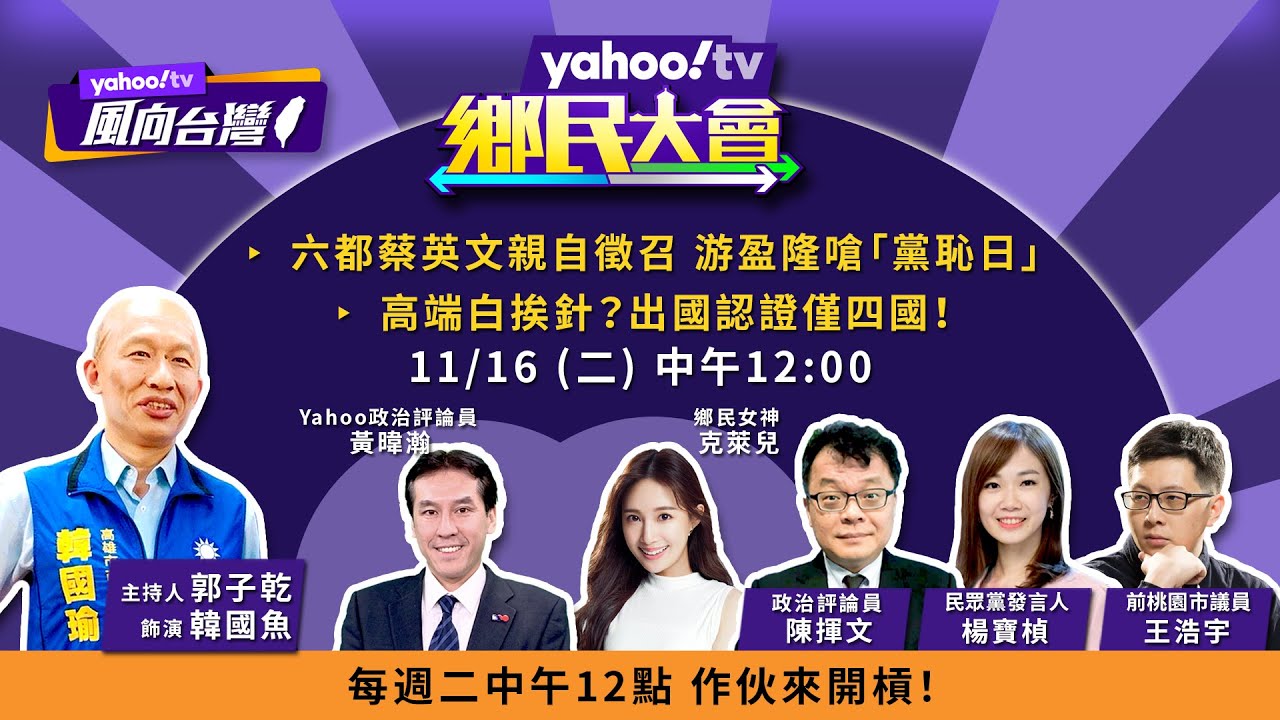 yahoo!tv
風向台灣
yahoo!tv
鄉民大會
六都蔡英文親自徵召 游盈隆嗆「黨恥日」
高端白挨針?出國認證僅四國!
11/16 (二) 中午12:00
Yahoo政治評論員
黃暐瀚
鄉民女神
克萊兒
韓國瑜
主持人 郭子乾
飾演 韓國魚
政治評論員
陳揮文
民眾黨發言人
楊寶楨
前桃園市議員
王浩宇
每週二中午12點 作伙來開槓!